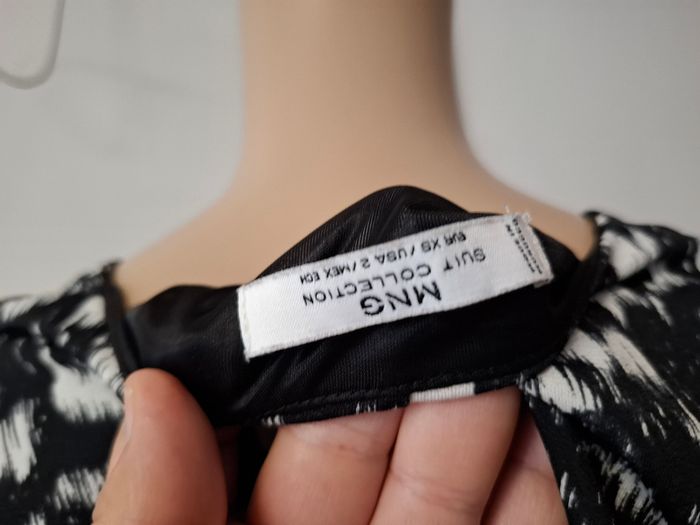 MNG
SUIT COLLECTION
EUR XS / USA 2 / MEX ECH